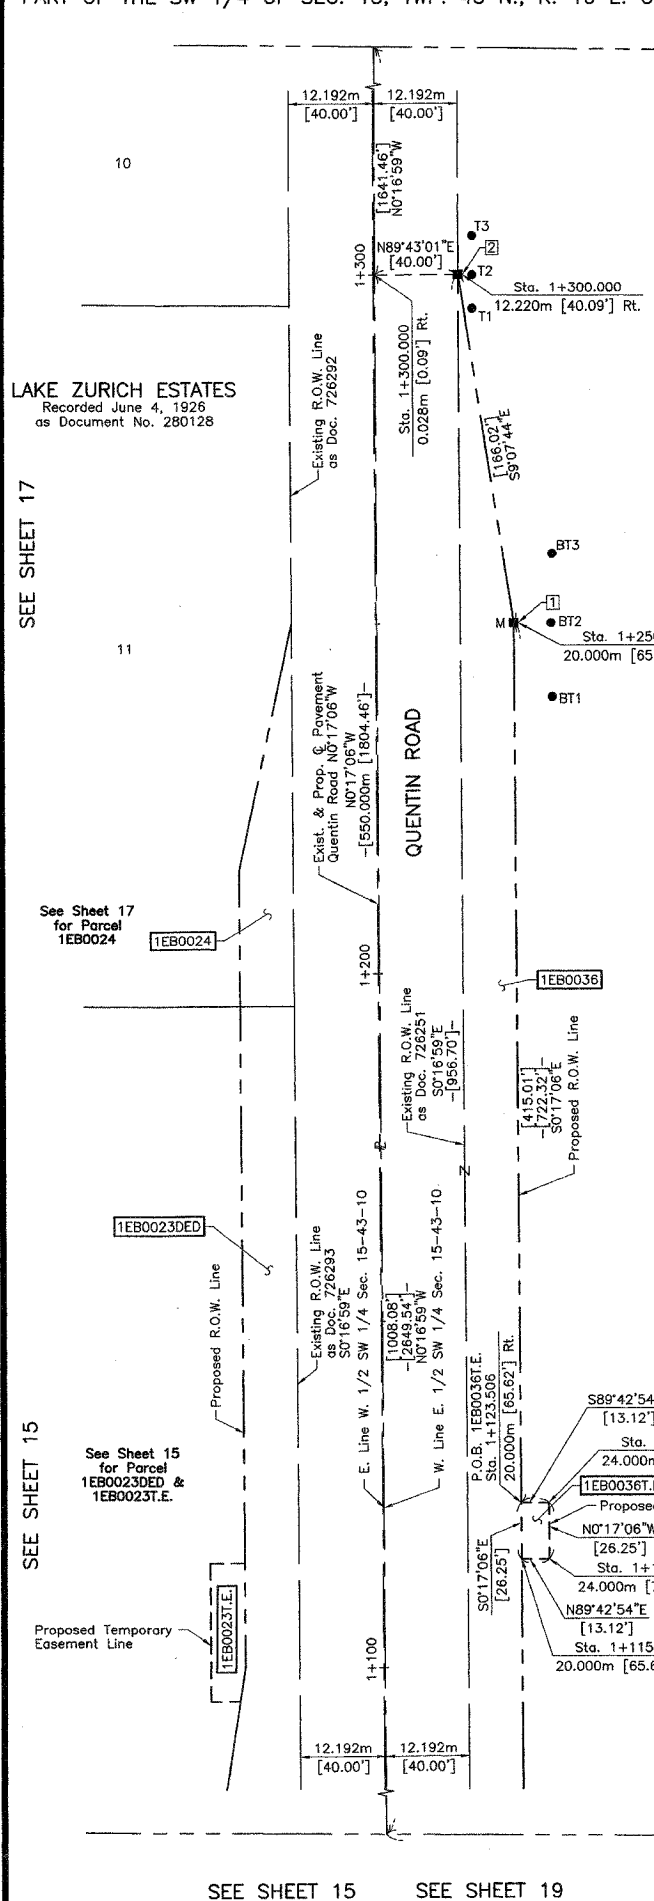 PART OF THE SW 1/4 OF SEC. 15, TWP. 43 N., R. 10 E. O
12.192m
[40.00']
12.192m
[40.00']
10
[1641.46']
N0°16'59"W
T3
N89°43'01"E
[40.00']
2
T2
1+300
Sta. 1+300.000
12.220m [40.09'] Rt.
T1
Sta. 1+300.000
0.028m [0.09'] Rt.
Existing R.O.W. Line
as Doc. 726292
LAKE ZURICH ESTATES
Recorded June 4, 1926
as Document No. 280128
[166.02']
S9°07'44"E
SEE SHEET 17
BT3
1
M
BT2
Sta. 1+250
20.000m [65
11
BT1
Exist. & Prop. ℄ Pavement
Quentin Road N0°17'06"W
N0°17'06"W
[550.000m [1804.46']
QUENTIN ROAD
See Sheet 17
for Parcel
1EB0024
1EB0024
1+200
1EB0036
Existing R.O.W. Line
as Doc. 726251
S0°16'59"E
[956.70']
[415.01']
[722.32']
S0°17'06"E
Proposed R.O.W. Line
1EB0023DED
Proposed R.O.W. Line
Existing R.O.W. Line
as Doc. 726293
S0°16'59"E
E. Line W. 1/2 SW 1/4 Sec. 15-43-10
[1008.08']
[2649.54']
N0°16'59"W
W. Line E. 1/2 SW 1/4 Sec. 15-43-10
P.O.B. 1EB0036T.E.
Sta. 1+123.506
20.000m [65.62'] Rt.
S89°42'54
[13.12']
Sta.
24.000m
1EB0036T.
Proposed
N0°17'06"W
[26.25']
Sta. 1+1
24.000m [7
N89°42'54"E
[13.12']
Sta. 1+115
20.000m [65.6
S0°17'06"E
[26.25']
SEE SHEET 15
See Sheet 15
for Parcel
1EB0023DED &
1EB0023T.E.
1EB0023T.E.
Proposed Temporary
Easement Line
1+100
12.192m
[40.00']
12.192m
[40.00']
SEE SHEET 15
SEE SHEET 19